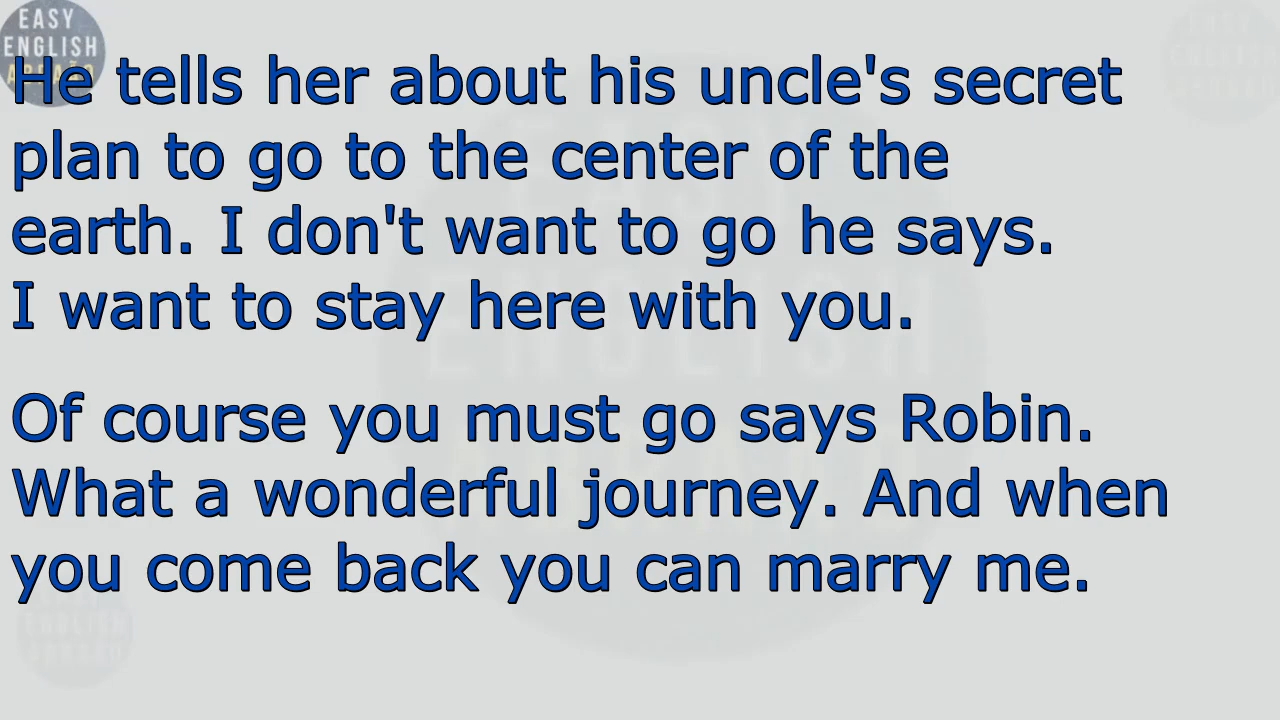 EASY
ENGLISH
He tells her about his uncle's secret
plan to go to the center of the
earth. I don't want to go he says.
I want to stay here with you.
Of course you must go says Robin.
What a wonderful journey. And when
you come back you can marry me.